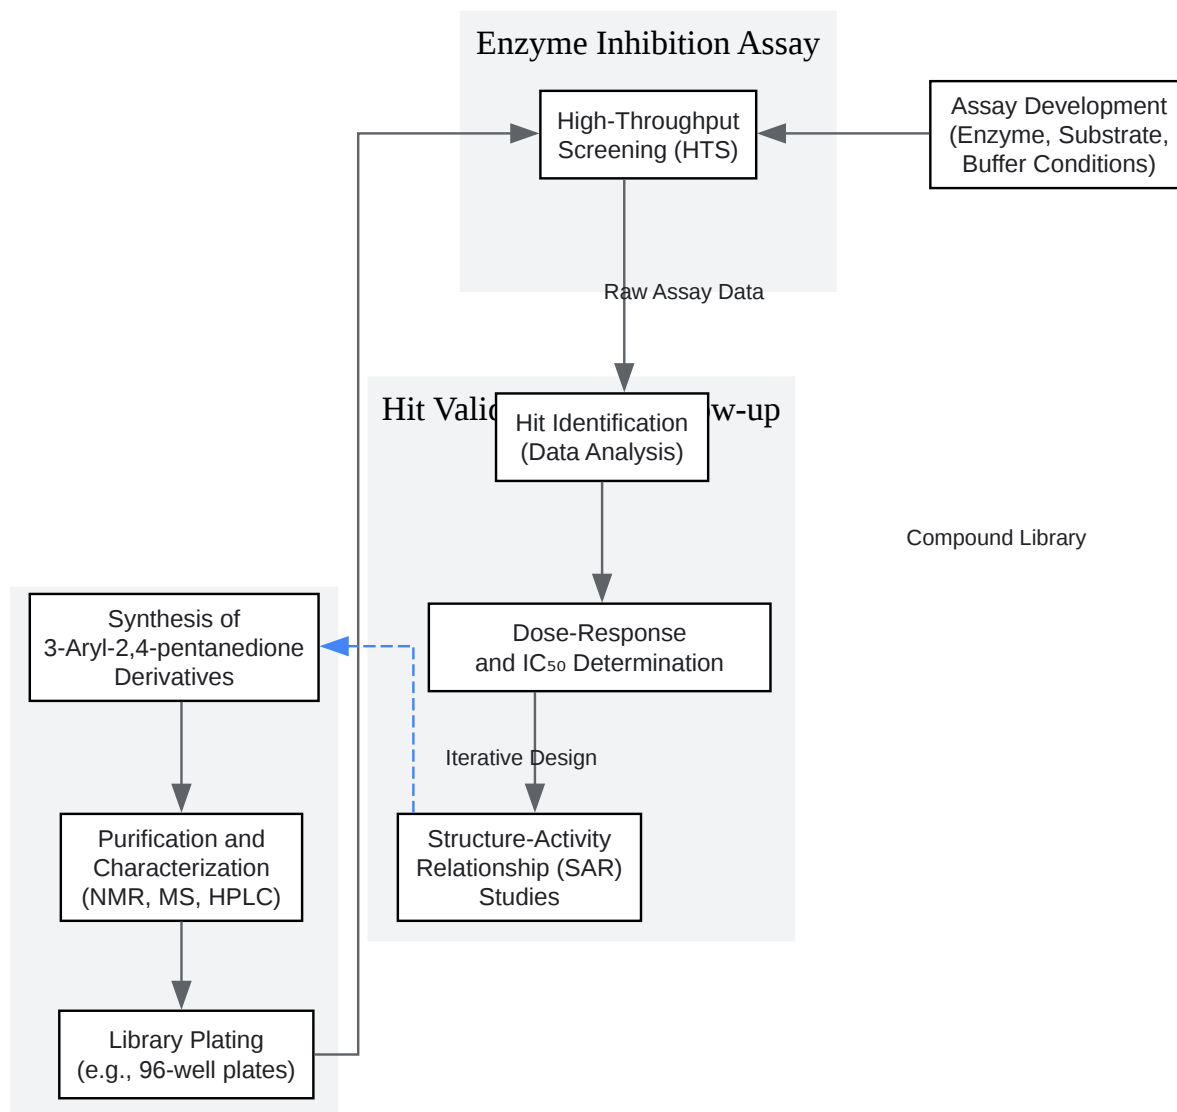 Enzyme Inhibition Assay
High-Throughput
Screening (HTS)
Assay Development
(Enzyme, Substrate,
Buffer Conditions)
Raw Assay Data
Hit
Hit Identification
(Data Analysis)
Compound Library
Synthesis of
3-Aryl-2,4-pentanedione
Derivatives
Dose-Response
and IC₅₀ Determination
Iterative Design
Purification and
Characterization
(NMR, MS, HPLC)
Structure-Activity
Relationship (SAR)
Studies
Library Plating
(e.g., 96-well plates)